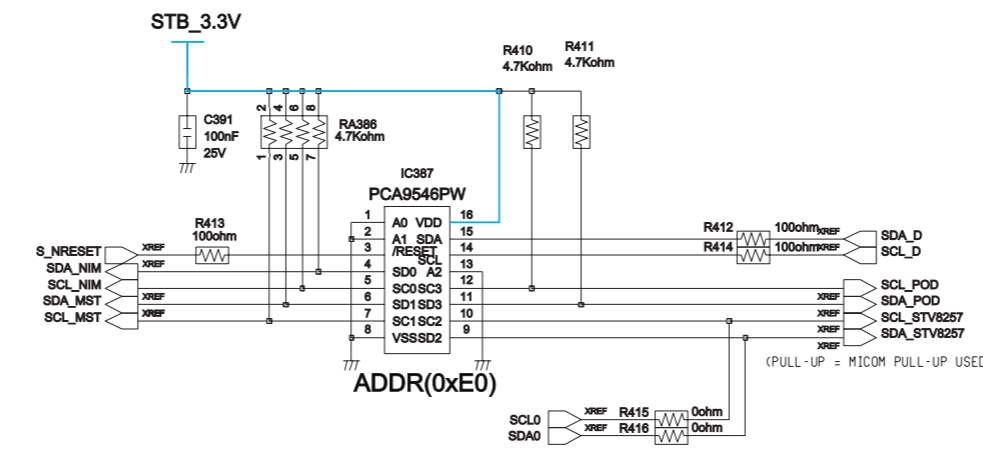 STB_3.3V
R410
4.7Kohm
R411
4.7Kohm
C391
100nF
25V
2 4 6 8
RA386
4.7Kohm
1 3 5 7
IC387
PCA9546PW
1 A0 VDD 16
2 A1 SDA 15
3 /RESET SCL 14
4 SD0 A2 13
5 SC0 SC3 12
6 SD1 SD3 11
7 SC1 SC2 10
8 VSS SD2 9
R413
100ohm
S_NRESET XREF
SDA_NIM XREF
SCL_NIM
SDA_MST XREF
SCL_MST XREF
R412 100ohm XREF SDA_D
R414 100ohm XREF SCL_D
SCL_POD
XREF SDA_POD
XREF SCL_STV8257
XREF SDA_STV8257
XREF
(PULL-UP = MICOM PULL-UP USED
ADDR(0xE0)
SCL0 XREF R415 0ohm
SDA0 XREF R416 0ohm